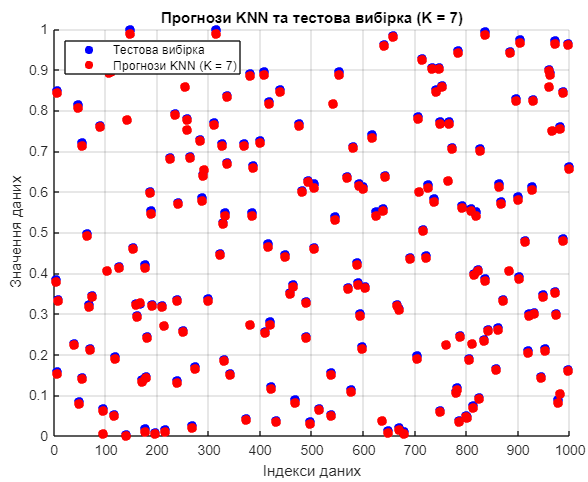 Прогнози KNN та тестова вибірка (K = 7)
Тестова вибірка
Прогнози KNN (K = 7)
Значення даних
1
0.9
0.8
0.7
0.6
0.5
0.4
0.3
0.2
0.1
0
0 100 200 300 400 500 600 700 800 900 1000
Індекси даних